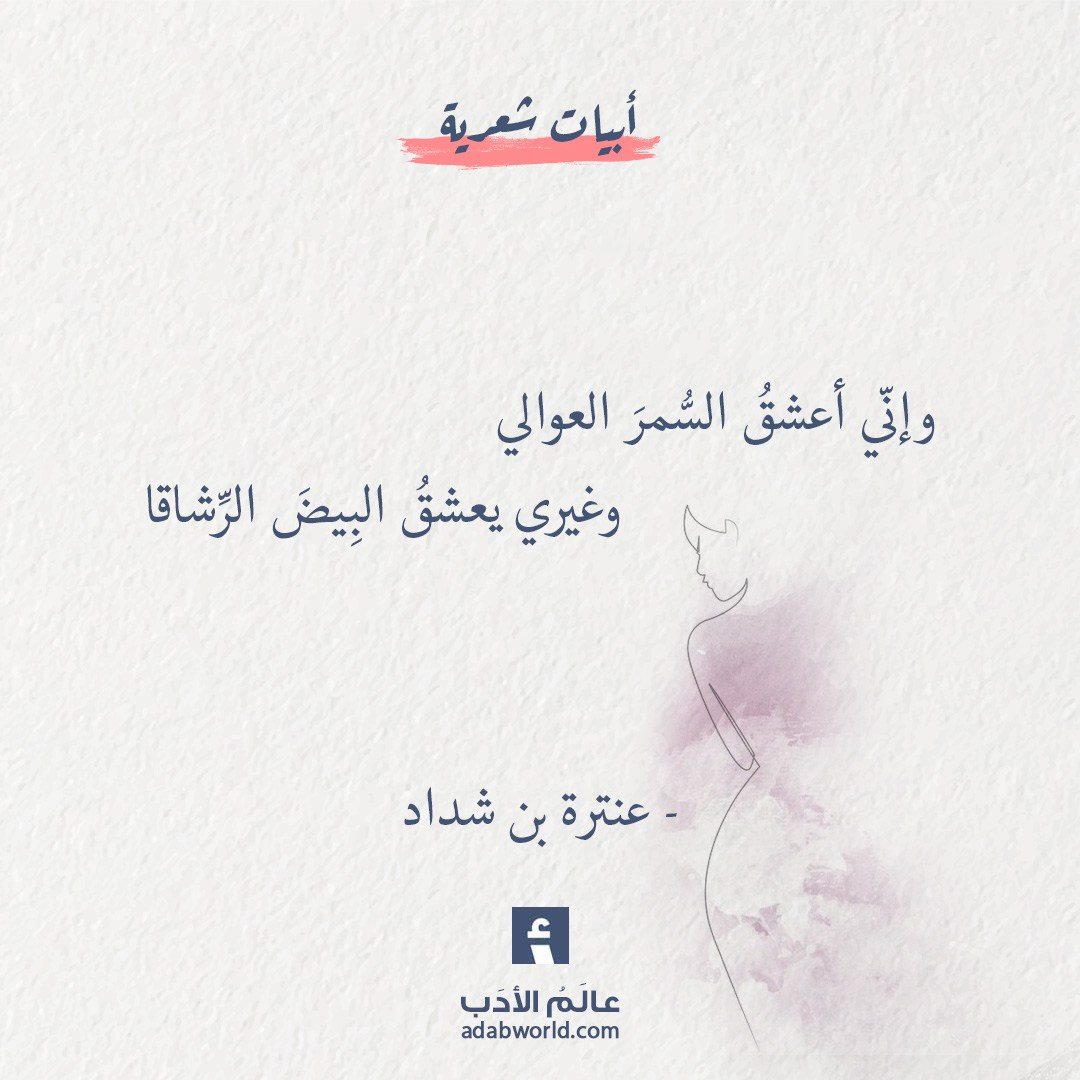 أبيات شعرية
وإنّي أعشقُ السُّمرَ العوالي
وغيري يعشقُ البِيضَ الرِّشاقا
- عنترة بن شداد
أ
عالَمُ الأدَب
adabworld.com